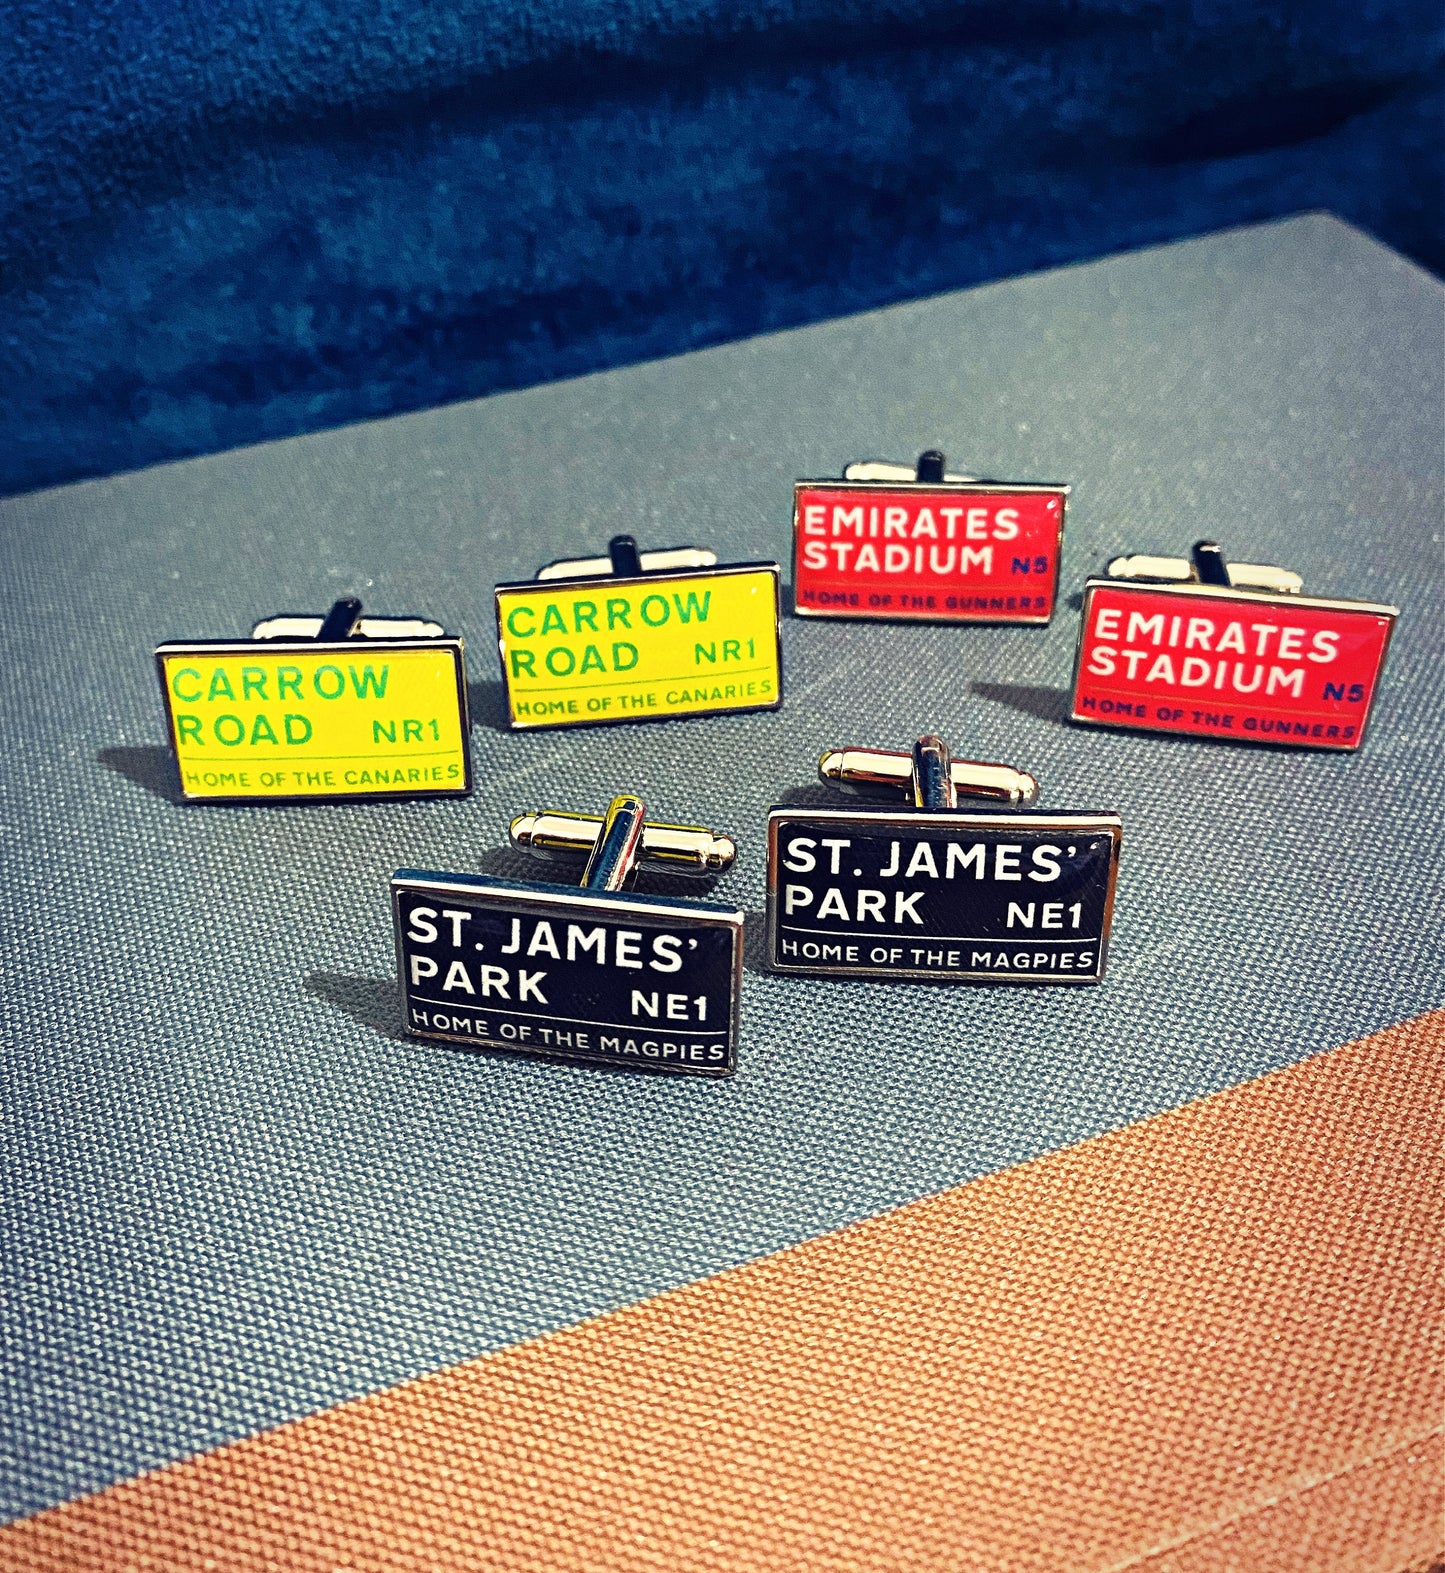 CARROW
ROAD NR1
HOME OF THE CANARIES
CARROW
ROAD NR1
HOME OF THE CANARIES
EMIRATES
STADIUM N5
HOME OF THE GUNNERS
EMIRATES
STADIUM N5
HOME OF THE GUNNERS
ST. JAMES’
PARK NE1
HOME OF THE MAGPIES
ST. JAMES’
PARK NE1
HOME OF THE MAGPIES